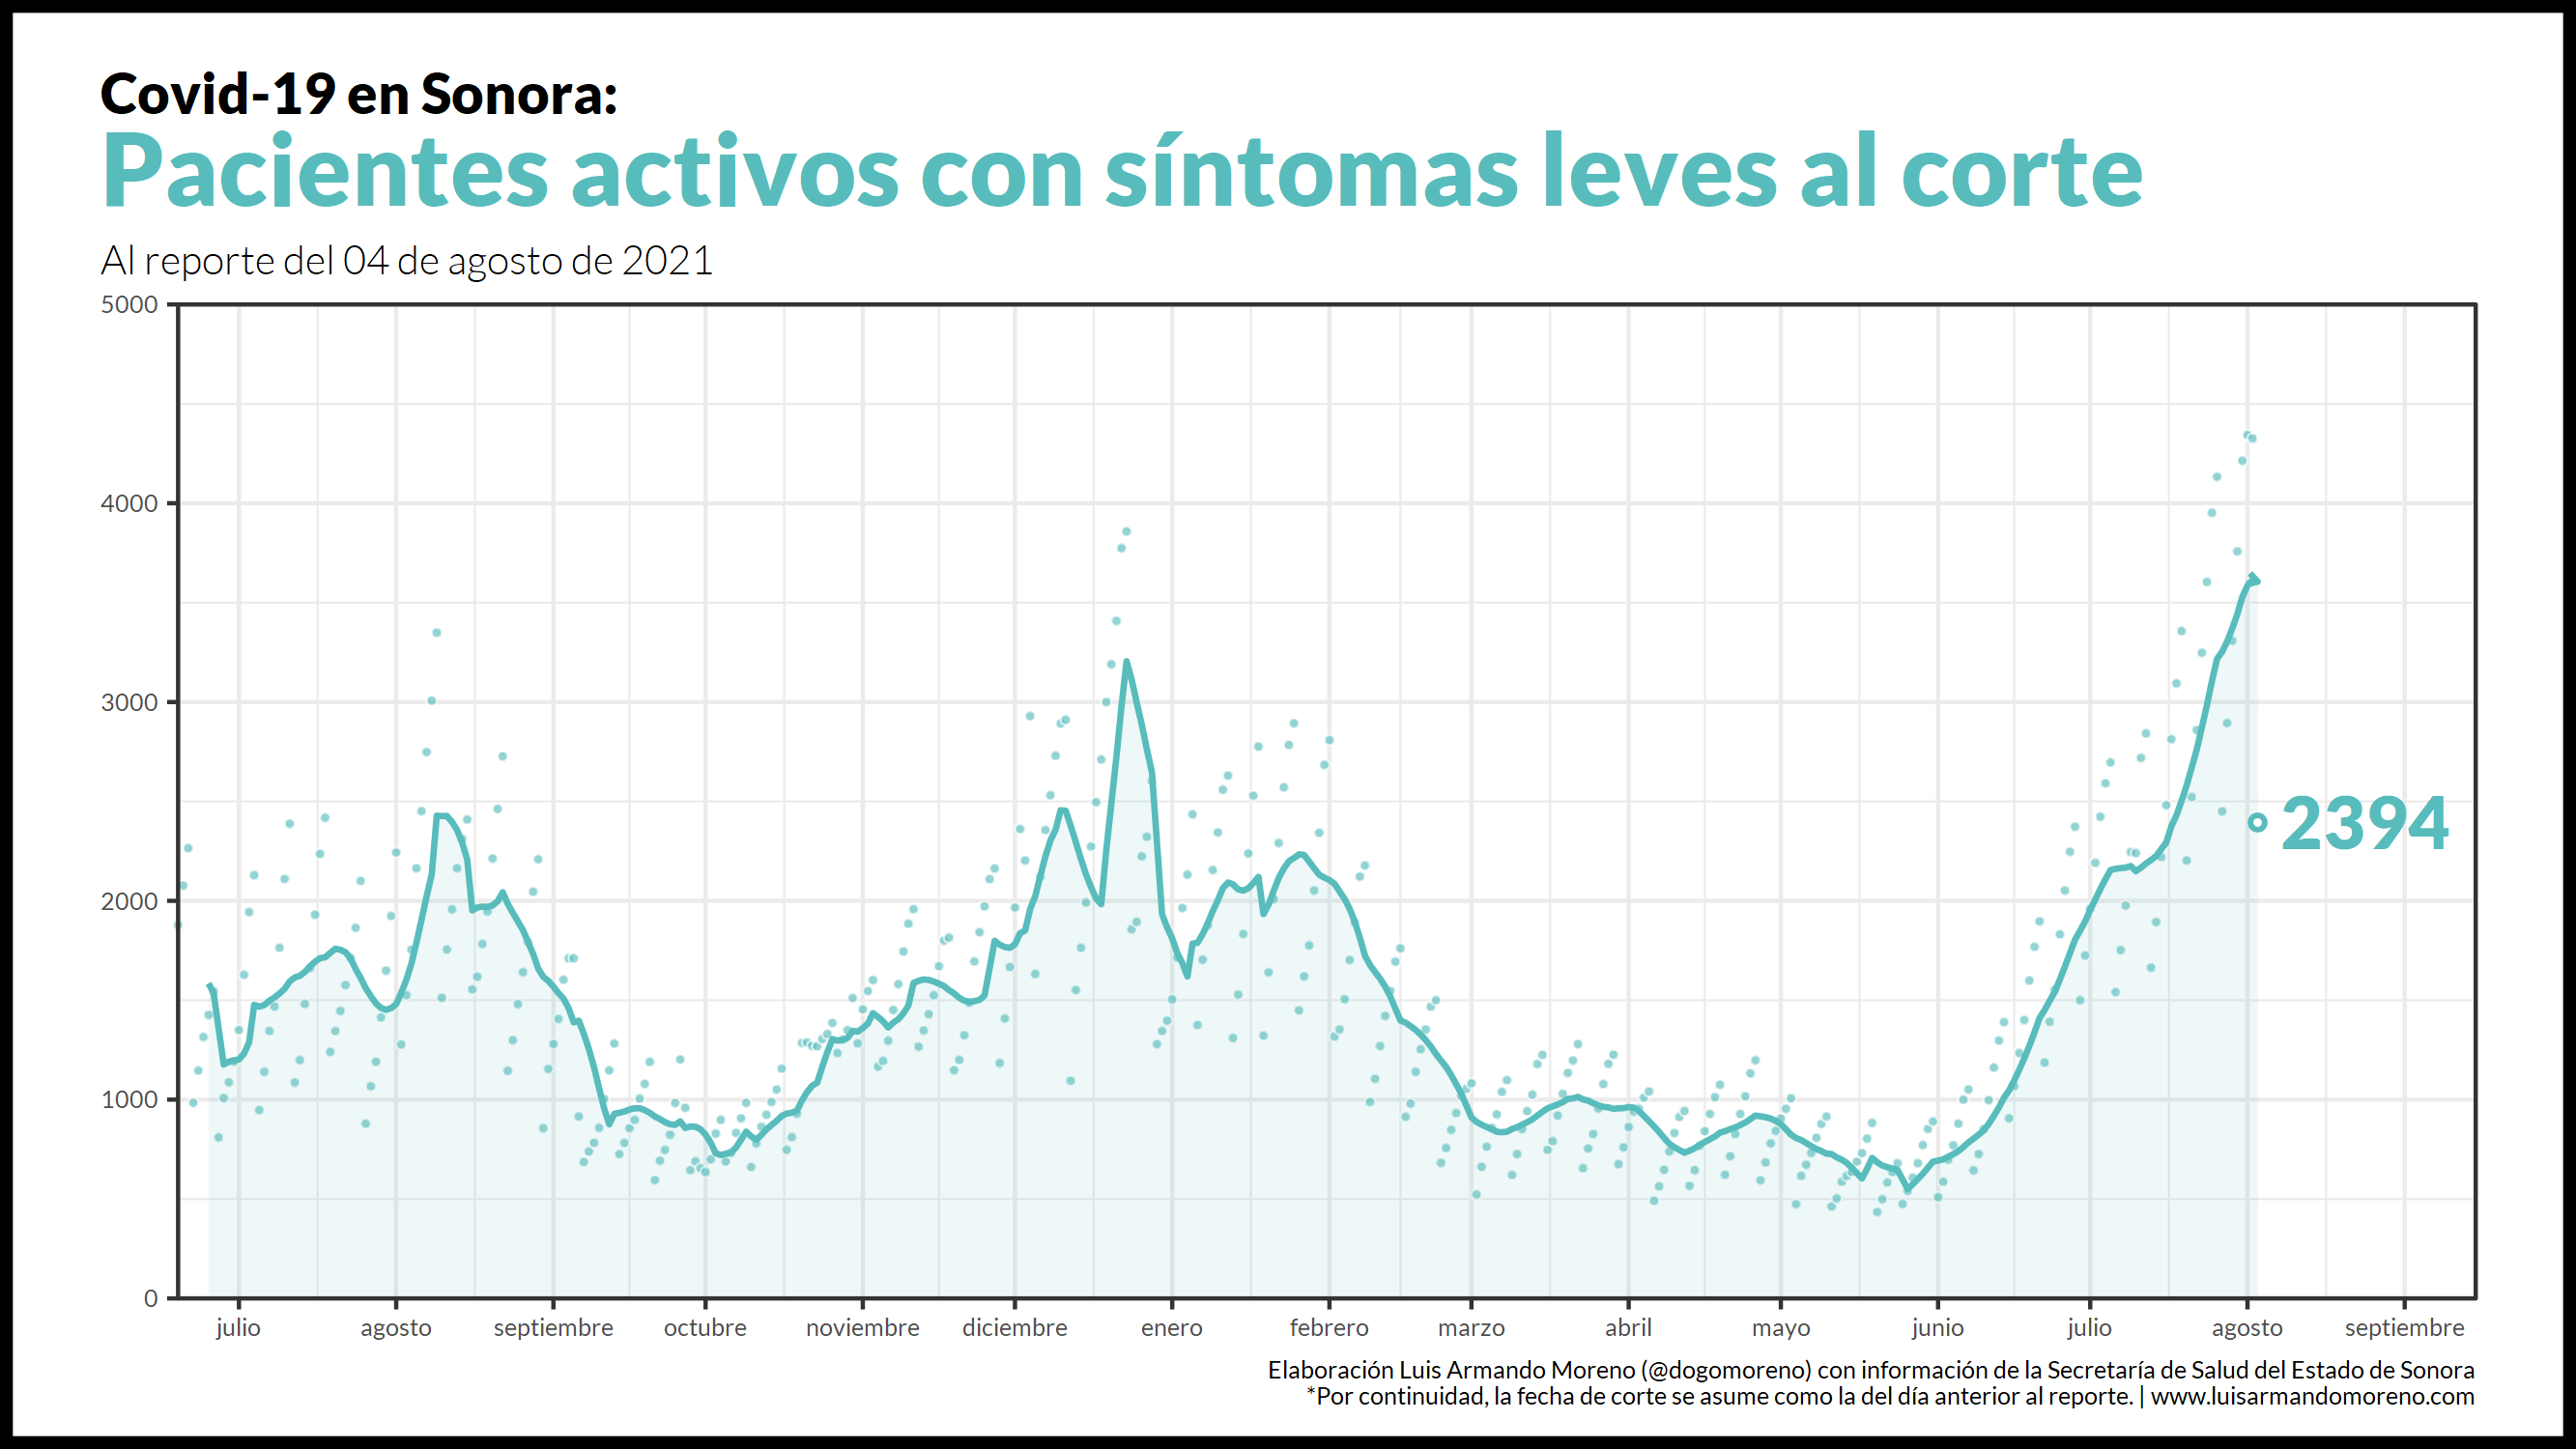 Covid-19 en Sonora:
Pacientes activos con síntomas leves al corte
Al reporte del 04 de agosto de 2021
5000
4000
3000
2000
1000
0
2394
julio agosto septiembre octubre noviembre diciembre enero febrero marzo abril mayo junio julio agosto septiembre
Elaboración Luis Armando Moreno (@dogomoreno) con información de la Secretaría de Salud del Estado de Sonora
*Por continuidad, la fecha de corte se asume como la del día anterior al reporte. | www.luisarmandomoreno.com